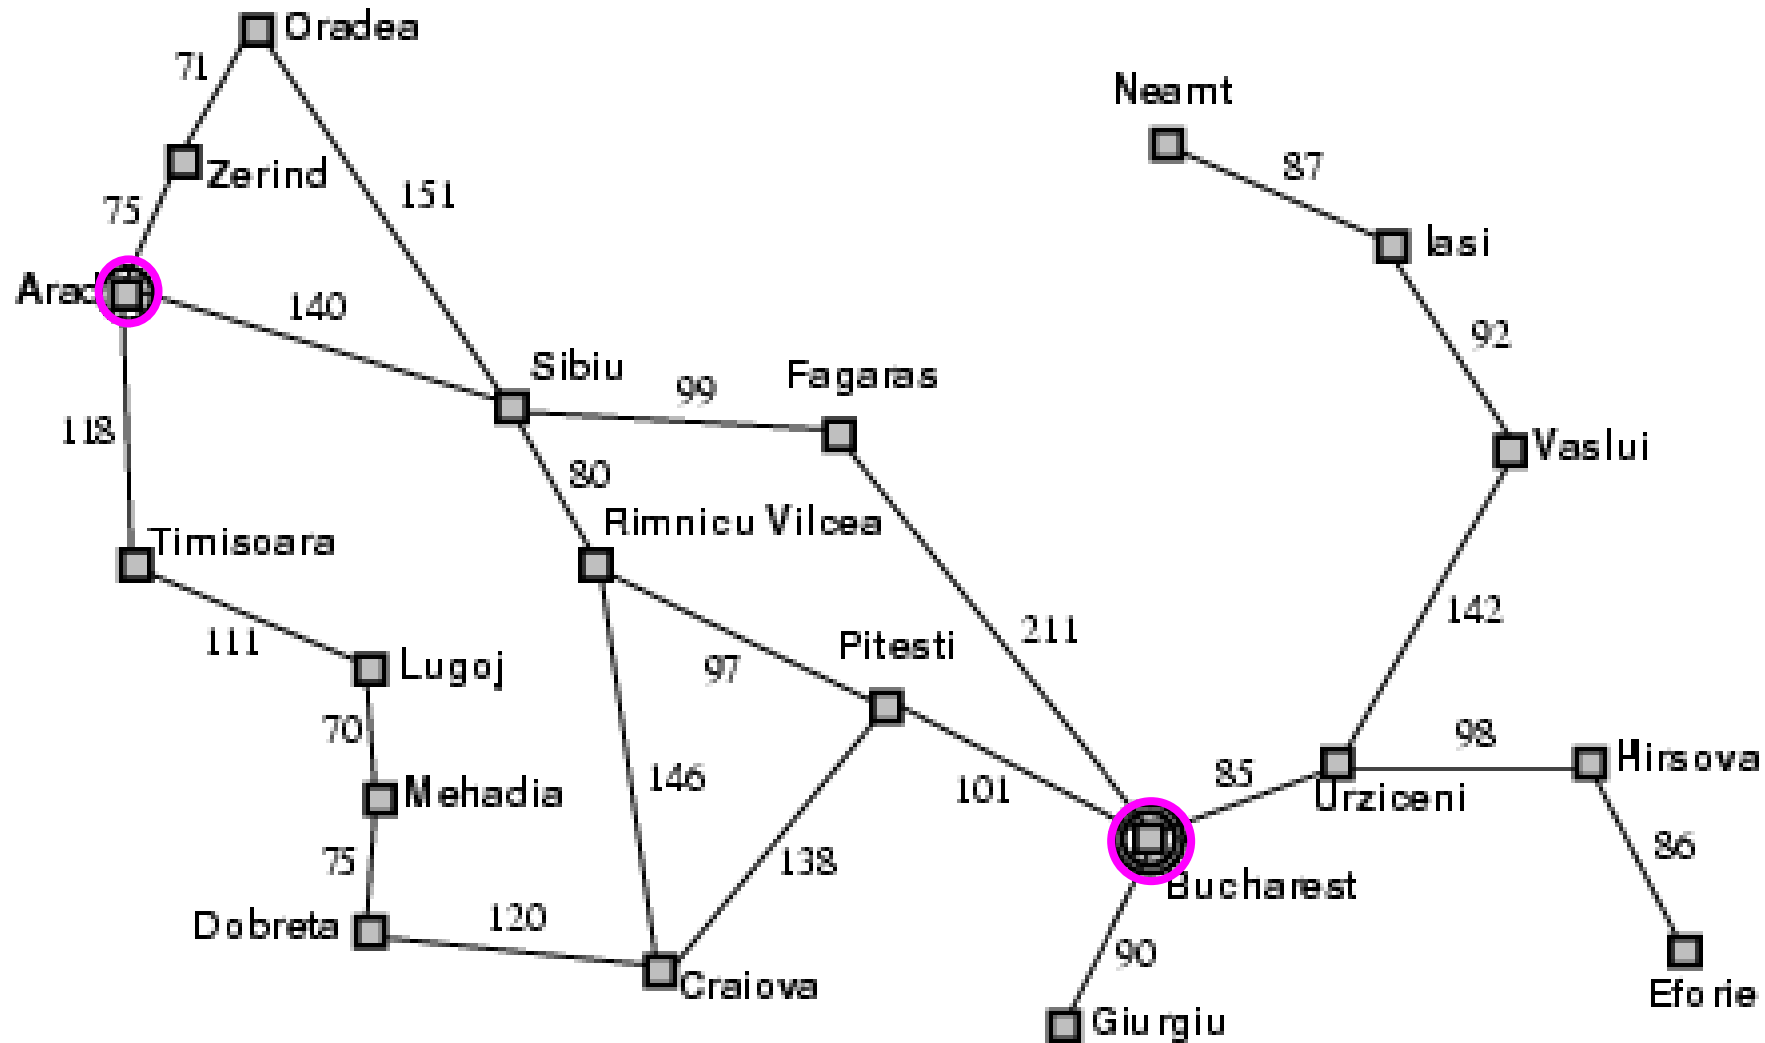 Oradea
71
Neamt
87
Zerind
151
75
Iasi
Arad
140
92
Sibiu
99
Fagaras
118
Vaslui
80
Rimnicu Vilcea
Timisoara
142
211
111
Pitesti
Lugoj
97
70
98
Hirsova
146
85
Mehadia
101
Urziceni
75
138
86
Bucharest
Dobreta
120
90
Craiova
Eforie
Giurgiu